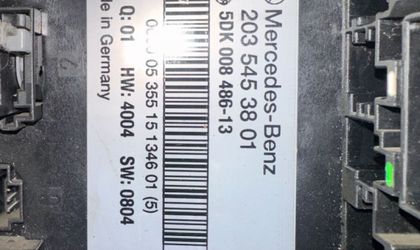 Mercedes-Benz
203 545 38 01
5DK 008 486-13
05 355 15 1346 01 (5)
Q: 01 HW: 4004 SW: 0804
de in Germany